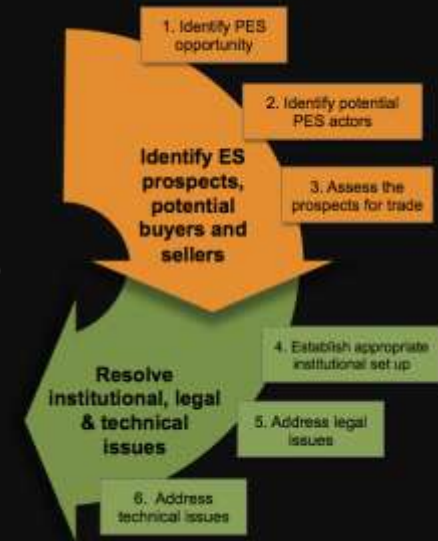 1. Identify PES
opportunity
2. Identify potential
PES actors
Identify ES
prospects,
potential
buyers and
sellers
3. Assess the
prospects for trade
4. Establish appropriate
institutional set up
Resolve
institutional, legal
& technical
issues
5. Address legal
issues
6. Address
technical issues